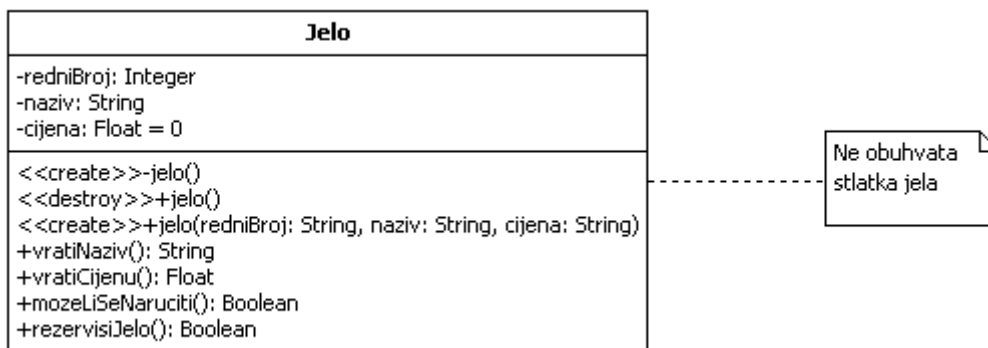 Jelo
-redniBroj: Integer
-naziv: String
-cijena: Float = 0
<<create>>-jelo()
<<destroy>>+jelo()
<<create>>+jelo(redniBroj: String, naziv: String, cijena: String)
+vratiNaziv(): String
+vratiCijenu(): Float
+mozeLiSeNaruciti(): Boolean
+rezervisiJelo(): Boolean
Ne obuhvata
stlatka jela